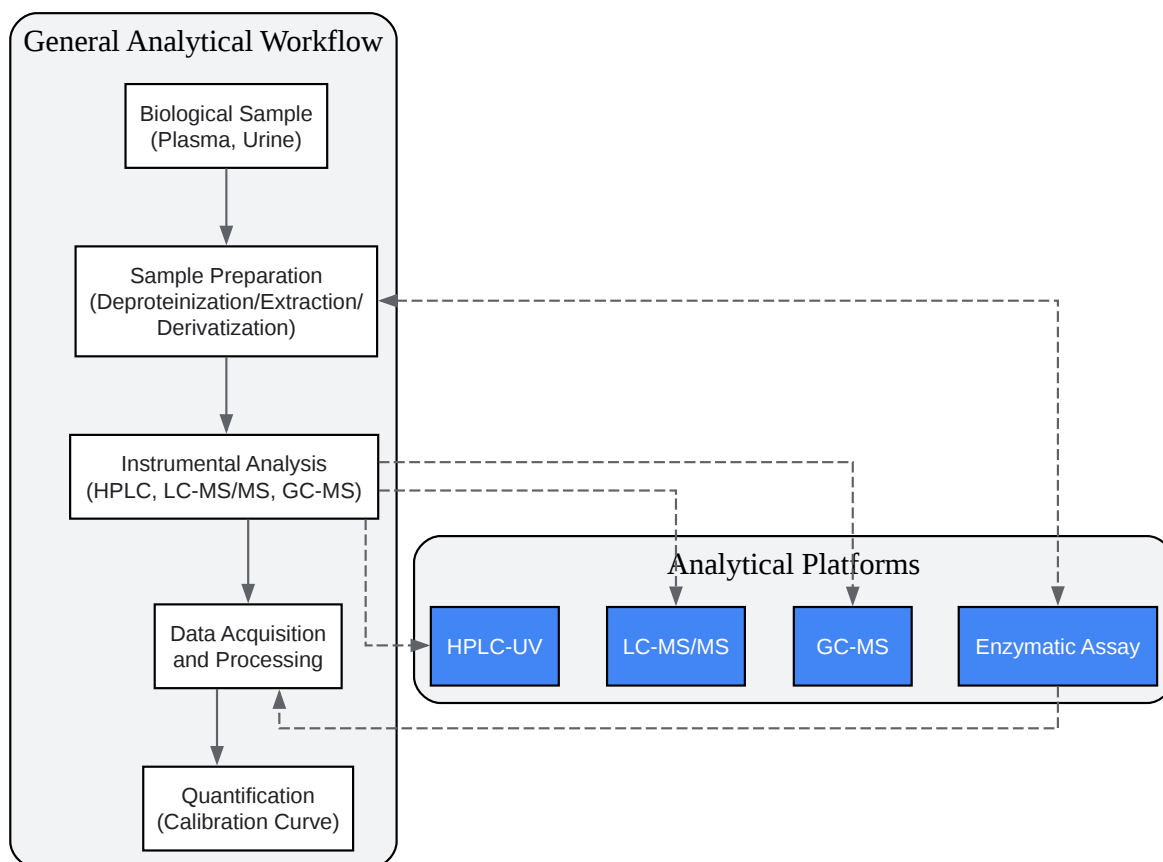 General Analytical Workflow
Biological Sample
(Plasma, Urine)
Sample Preparation
(Deproteinization/Extraction/
Derivatization)
Instrumental Analysis
(HPLC, LC-MS/MS, GC-MS)
Data Acquisition
and Processing
Quantification
(Calibration Curve)
Analytical Platforms
HPLC-UV
LC-MS/MS
GC-MS
Enzymatic Assay